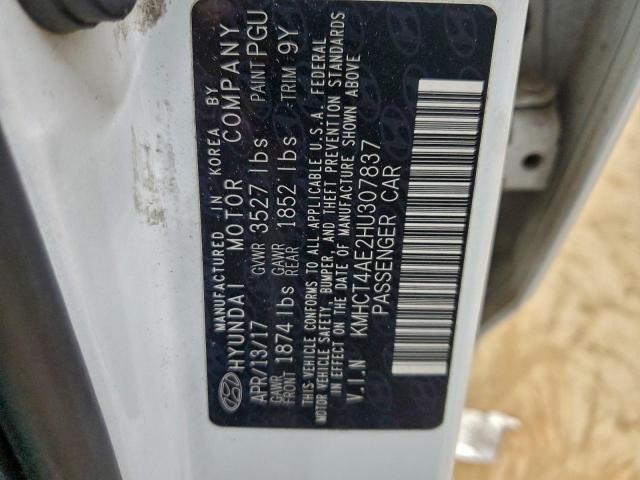 MANUFACTURED IN KOREA BY
HYUNDAI MOTOR COMPANY
APR/13/17 GVWR 3527 lbs PAINT PGU
GAWR FRONT 1874 lbs GAWR REAR 1852 lbs TRIM 9Y
THIS VEHICLE CONFORMS TO ALL APPLICABLE U.S.A. FEDERAL
MOTOR VEHICLE SAFETY, BUMPER, AND THEFT PREVENTION STANDARDS
IN EFFECT ON THE DATE OF MANUFACTURE SHOWN ABOVE
V.I.N KMHCT4AE2HU307837
PASSENGER CAR